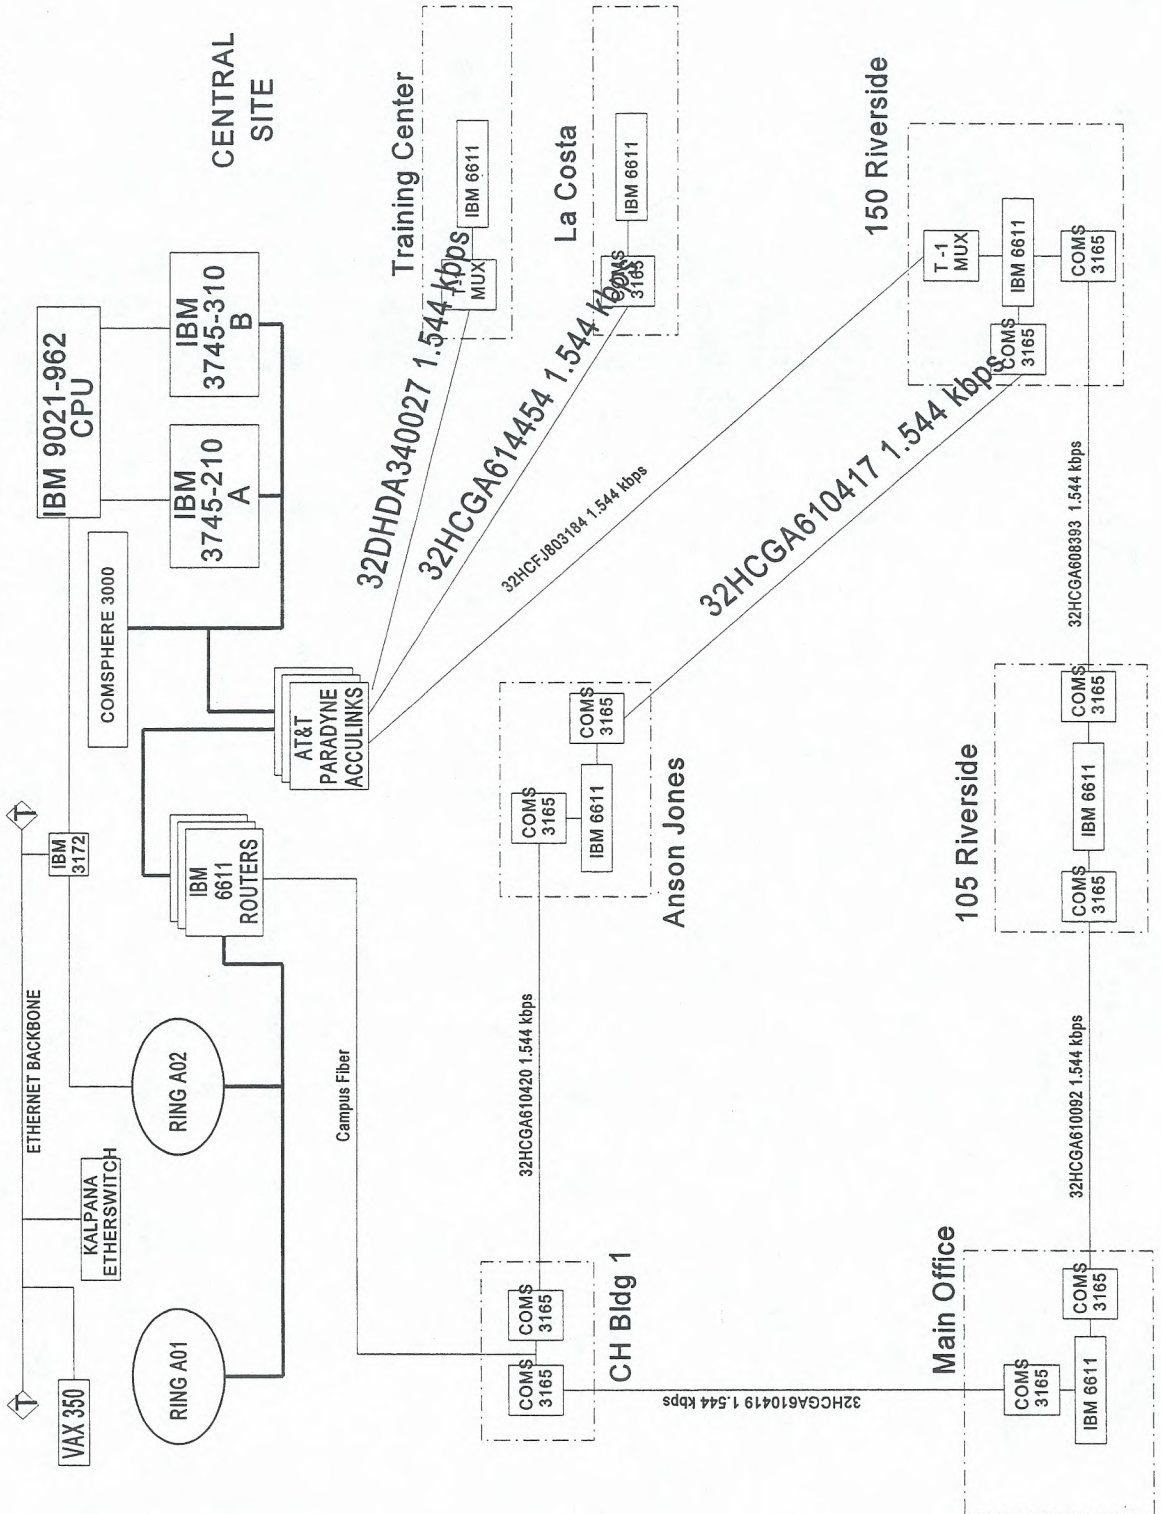 T
T
ETHERNET BACKBONE
VAX 350
KALPANA
ETHERSWITCH
IBM
3172
COMSPHERE 3000
IBM 9021-962
CPU
CENTRAL
SITE
RING A01
RING A02
IBM
6611
ROUTERS
AT&T
PARADYNE
ACCULINKS
IBM
3745-210
A
IBM
3745-310
B
Campus Fiber
32DHDA340027 1.544 kbps
Training Center
T-1
MUX
IBM 6611
32HCGA614454 1.544 kbps
La Costa
COMS
3165
IBM 6611
32HCFJ803184 1.544 kbps
CH Bldg 1
COMS
3165
COMS
3165
32HCGA610420 1.544 kbps
Anson Jones
COMS
3165
IBM 6611
COMS
3165
32HCGA610417 1.544 kbps
150 Riverside
T -1
MUX
COMS
3165
IBM 6611
COMS
3165
32HCGA610419 1.544 kbps
Main Office
COMS
3165
IBM 6611
COMS
3165
32HCGA610092 1.544 kbps
105 Riverside
COMS
3165
IBM 6611
COMS
3165
32HCGA608393 1.544 kbps